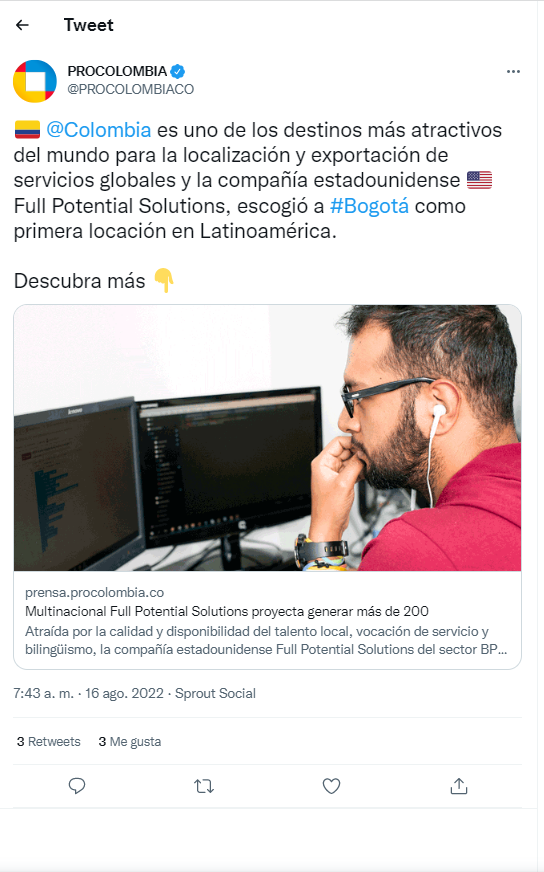 Tweet
PROCOLOMBIA
@PROCOLOMBIACO
@Colombia es uno de los destinos más atractivos
del mundo para la localización y exportación de
servicios globales y la compañía estadounidense
Full Potential Solutions, escogió a #Bogotá como
primera locación en Latinoamérica.
Descubra más
prensa.procolombia.co
Multinacional Full Potential Solutions proyecta generar más de 200
Atraída por la calidad y disponibilidad del talento local, vocación de servicio y
bilingüismo, la compañía estadounidense Full Potential Solutions del sector BP...
7:43 a. m. · 16 ago. 2022 · Sprout Social
3 Retweets 3 Me gusta